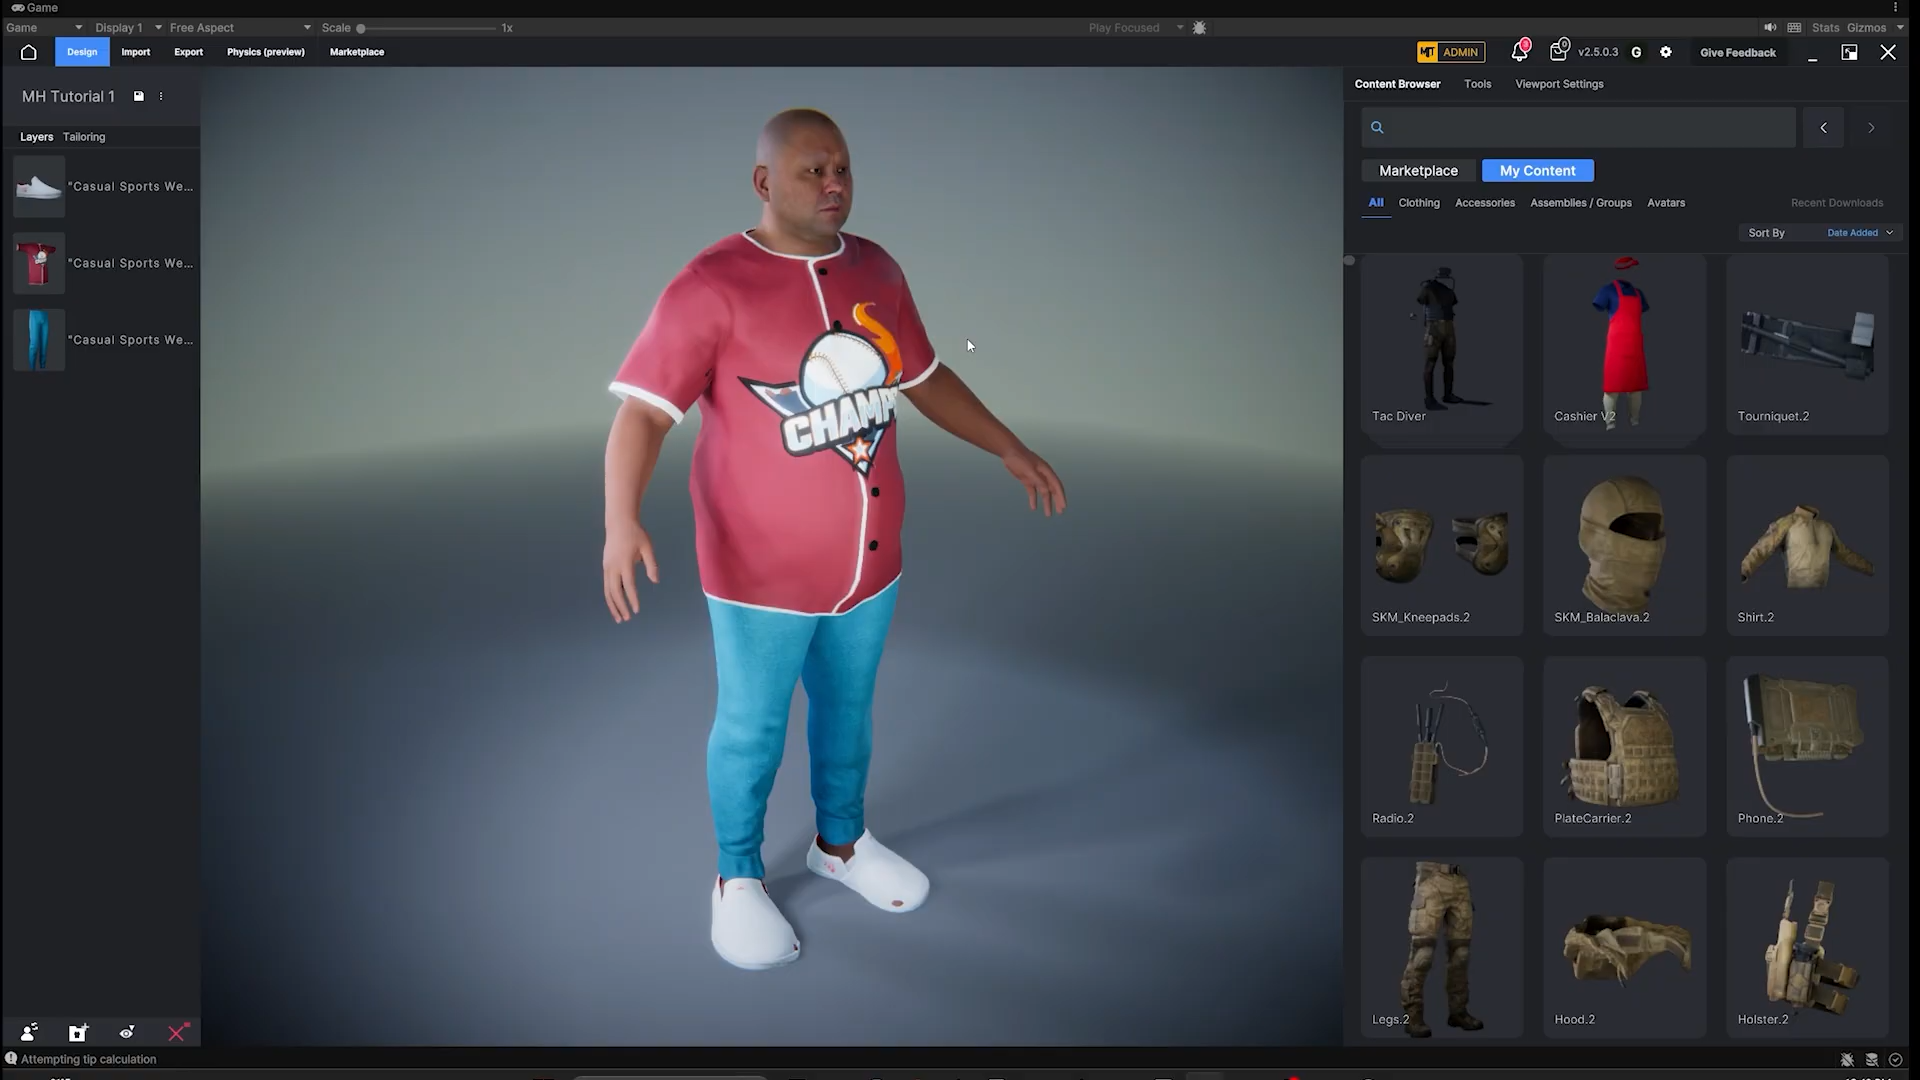 Game
Game Display 1 Free Aspect Scale 1x Play Focused Stats Gizmos
Design Import Export Physics (preview) Marketplace MT ADMIN v2.5.0.3 G Give Feedback
MH Tutorial 1
Layers Tailoring
"Casual Sports We...
"Casual Sports We...
"Casual Sports We...
CHAMP
Content Browser Tools Viewport Settings
Marketplace My Content
All Clothing Accessories Assemblies / Groups Avatars Recent Downloads
Sort By Date Added
Tac Diver Cashier V2 Tourniquet.2
SKM_Kneepads.2 SKM_Balaclava.2 Shirt.2
Radio.2 PlateCarrier.2 Phone.2
Legs.2 Hood.2 Holster.2
Attempting tip calculation